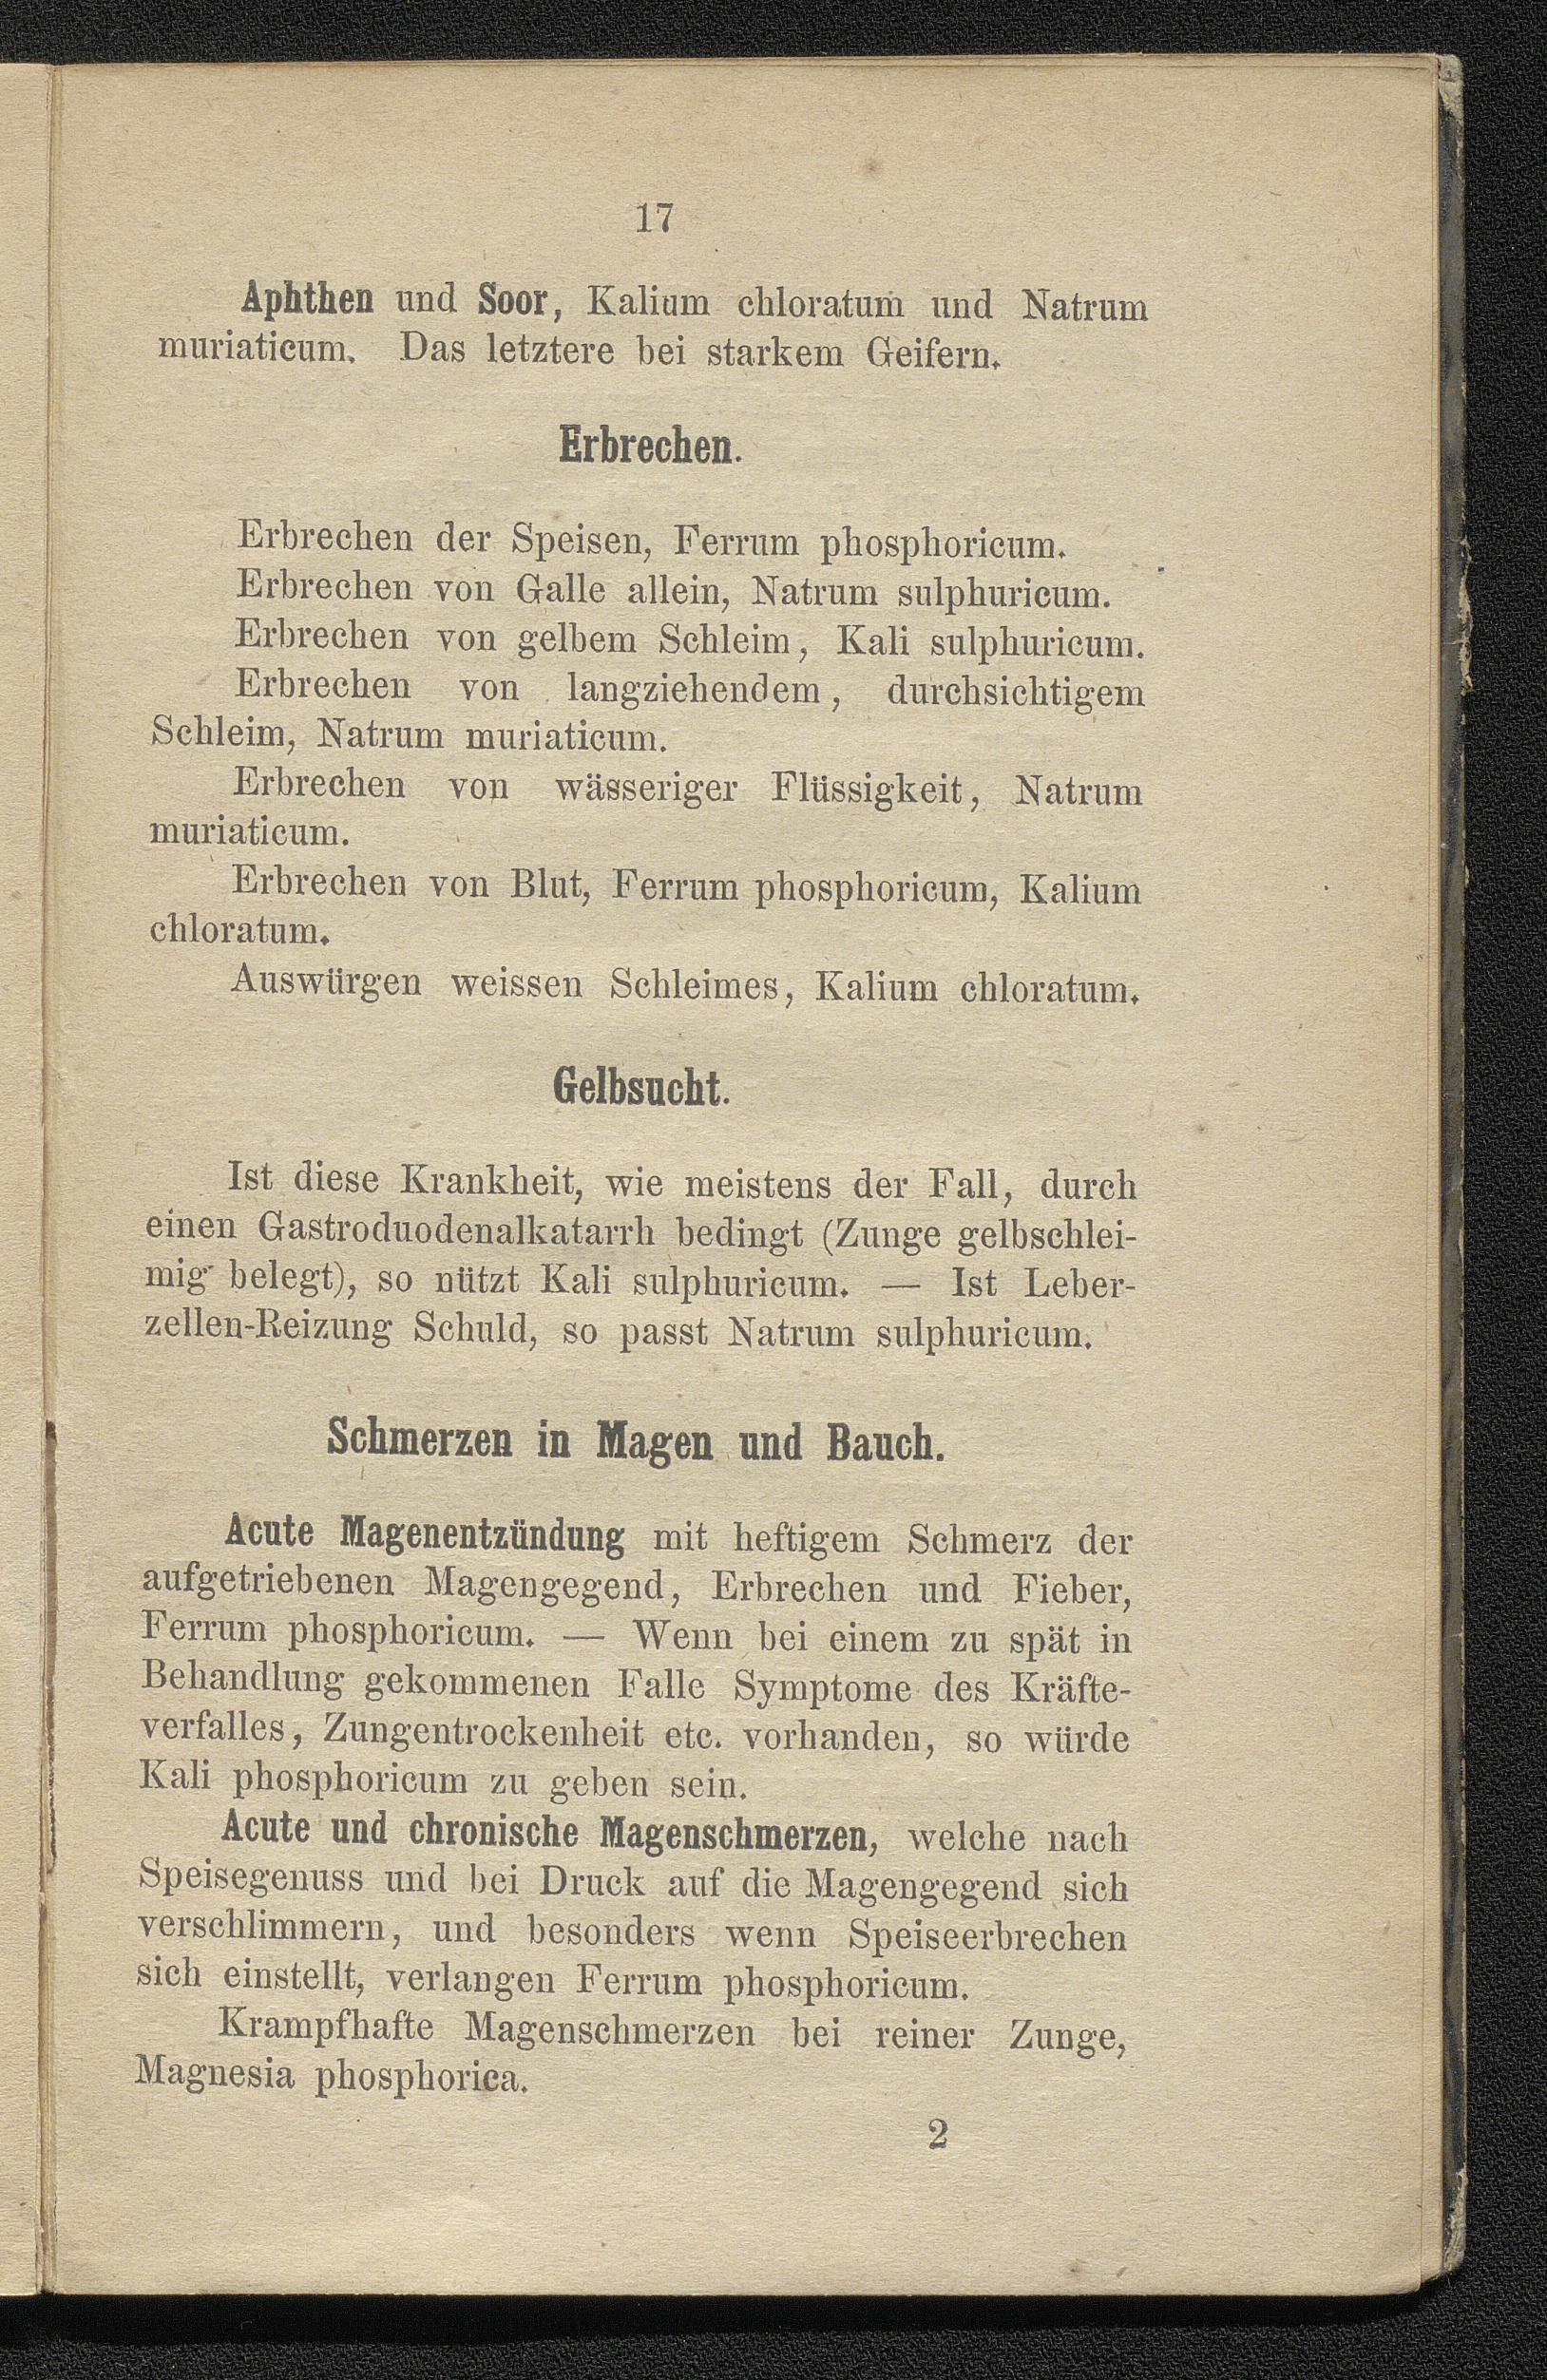 17
Aphthen und Soor, Kalium chloratum und Natrum
muriaticum. Das letztere bei starkem Geifern.
Erbrechen.
Erbrechen der Speisen, Ferrum phosphoricum.
Erbrechen von Galle allein, Natrum sulphuricum.
Erbrechen von gelbem Schleim, Kali sulphuricum.
Erbrechen von langziehendem, durchsichtigem
Schleim, Natrum muriaticum.
Erbrechen von wässeriger Flüssigkeit, Natrum
muriaticum.
Erbrechen von Blut, Ferrum phosphoricum, Kalium
chloratum.
Auswürgen weissen Schleimes, Kalium chloratum.
Gelbsucht.
Ist diese Krankheit, wie meistens der Fall, durch
einen Gastroduodenalkatarrh bedingt (Zunge gelbschlei-
mig belegt), so nützt Kali sulphuricum. — Ist Leber-
zellen-Reizung Schuld, so passt Natrum sulphuricum.
Schmerzen in Magen und Bauch.
Acute Magenentzündung mit heftigem Schmerz der
aufgetriebenen Magengegend, Erbrechen und Fieber,
Ferrum phosphoricum. — Wenn bei einem zu spät in
Behandlung gekommenen Falle Symptome des Kräfte-
verfalles, Zungentrockenheit etc. vorhanden, so würde
Kali phosphoricum zu geben sein.
Acute und chronische Magenschmerzen, welche nach
Speisegenuss und bei Druck auf die Magengegend sich
verschlimmern, und besonders wenn Speiseerbrechen
sich einstellt, verlangen Ferrum phosphoricum.
Krampfhafte Magenschmerzen bei reiner Zunge,
Magnesia phosphorica.
2